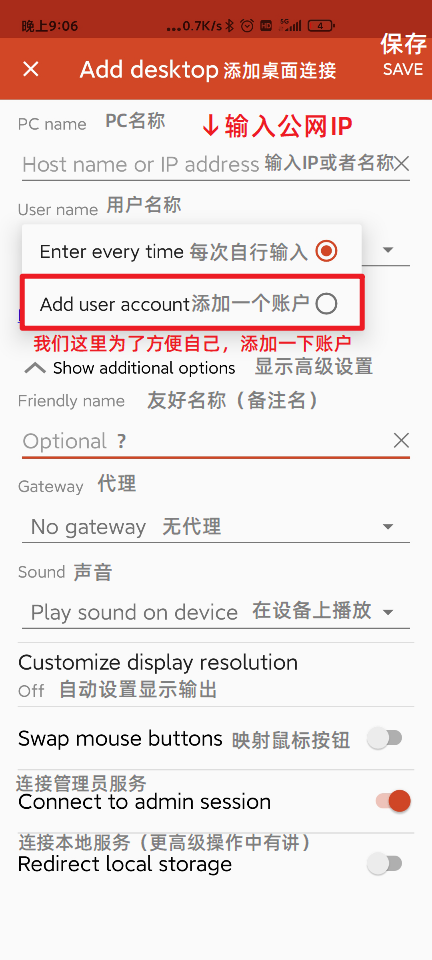 晚上9:06 ...0.7K/s HD 5G 4
保存
Add desktop 添加桌面连接 SAVE
PC name PC名称 ↓输入公网IP
Host name or IP address 输入IP或者名称
User name 用户名称
Enter every time 每次自行输入
Add user account添加一个账户
我们这里为了方便自己，添加一下账户
Show additional options 显示高级设置
Friendly name 友好名称（备注名）
Optional ?
Gateway 代理
No gateway 无代理
Sound 声音
Play sound on device 在设备上播放
Customize display resolution
Off 自动设置显示输出
Swap mouse buttons 映射鼠标按钮
连接管理员服务
Connect to admin session
连接本地服务（更高级操作中有讲）
Redirect local storage